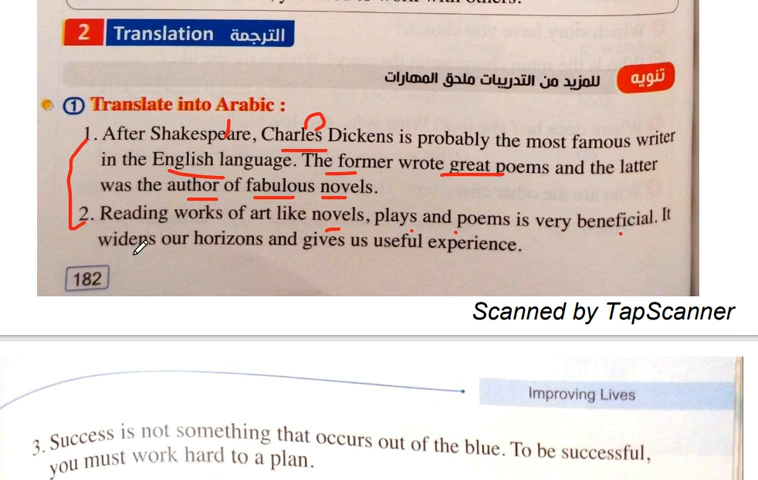 2 Translation الترجمة
تنويه للمزيد من التدريبات ملحق المهارات
1 Translate into Arabic :
1. After Shakespeare, Charles Dickens is probably the most famous writer
in the English language. The former wrote great poems and the latter
was the author of fabulous novels.
2. Reading works of art like novels, plays and poems is very beneficial. It
widens our horizons and gives us useful experience.
182
Scanned by TapScanner
Improving Lives
3. Success is not something that occurs out of the blue. To be successful,
you must work hard to a plan.